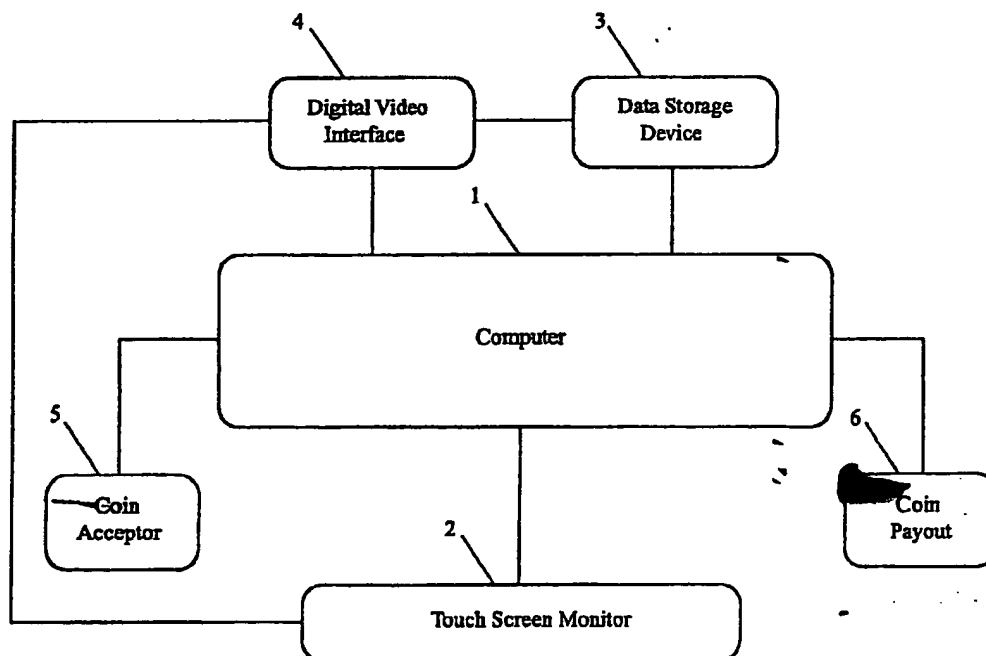 4
3
Digital Video
Interface
Data Storage
Device
1
Computer
5
6
Coin
Acceptor
Coin
Payout
2
Touch Screen Monitor